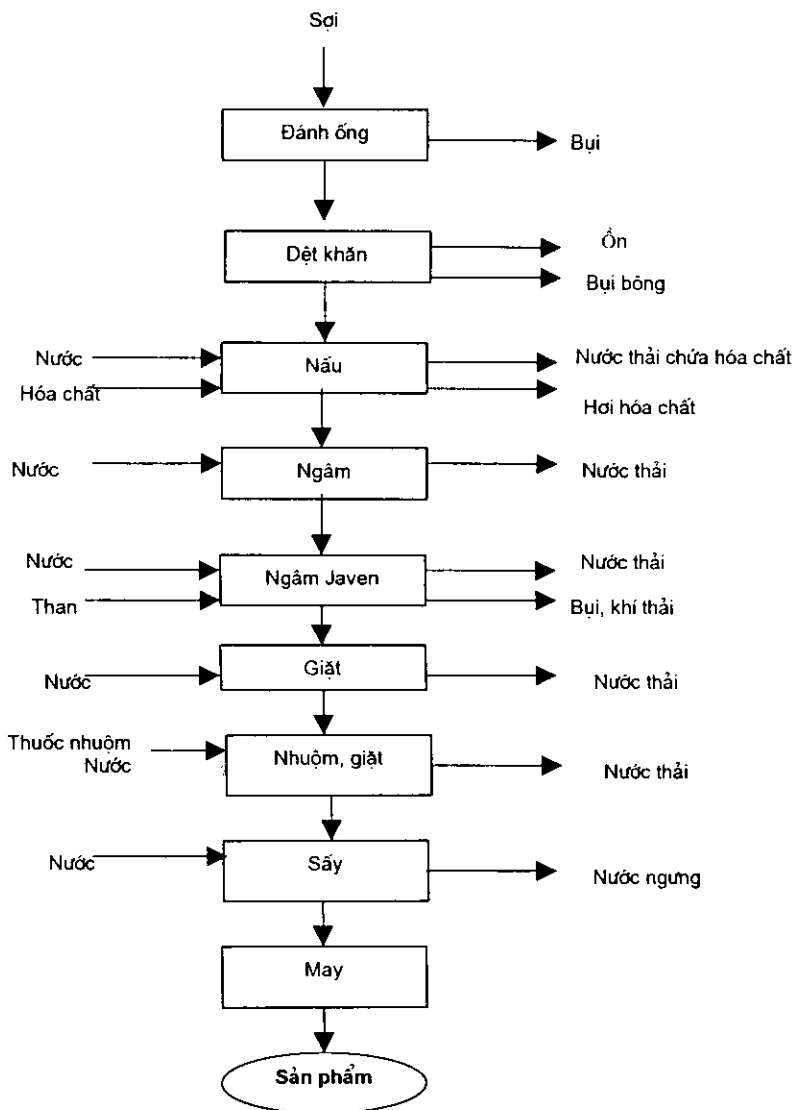 Sợi
Đánh ống
Bụi
Dệt khăn
Ồn
Bụi bông
Nước
Hóa chất
Nấu
Nước thải chứa hóa chất
Hơi hóa chất
Nước
Ngâm
Nước thải
Nước
Than
Ngâm Javen
Nước thải
Bụi, khí thải
Nước
Giặt
Nước thải
Thuốc nhuộm
Nước
Nhuộm, giặt
Nước thải
Nước
Sấy
Nước ngưng
May
Sản phẩm